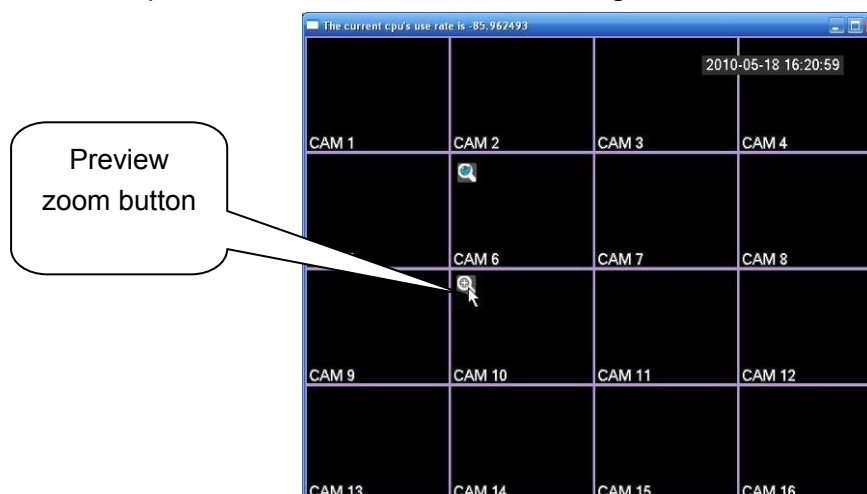 The current cpu's use rate is -85.962493
2010-05-18 16:20:59
CAM 1
CAM 2
CAM 3
CAM 4
Preview
zoom button
CAM 6
CAM 7
CAM 8
CAM 9
CAM 10
CAM 11
CAM 12
CAM 13
CAM 14
CAM 15
CAM 16